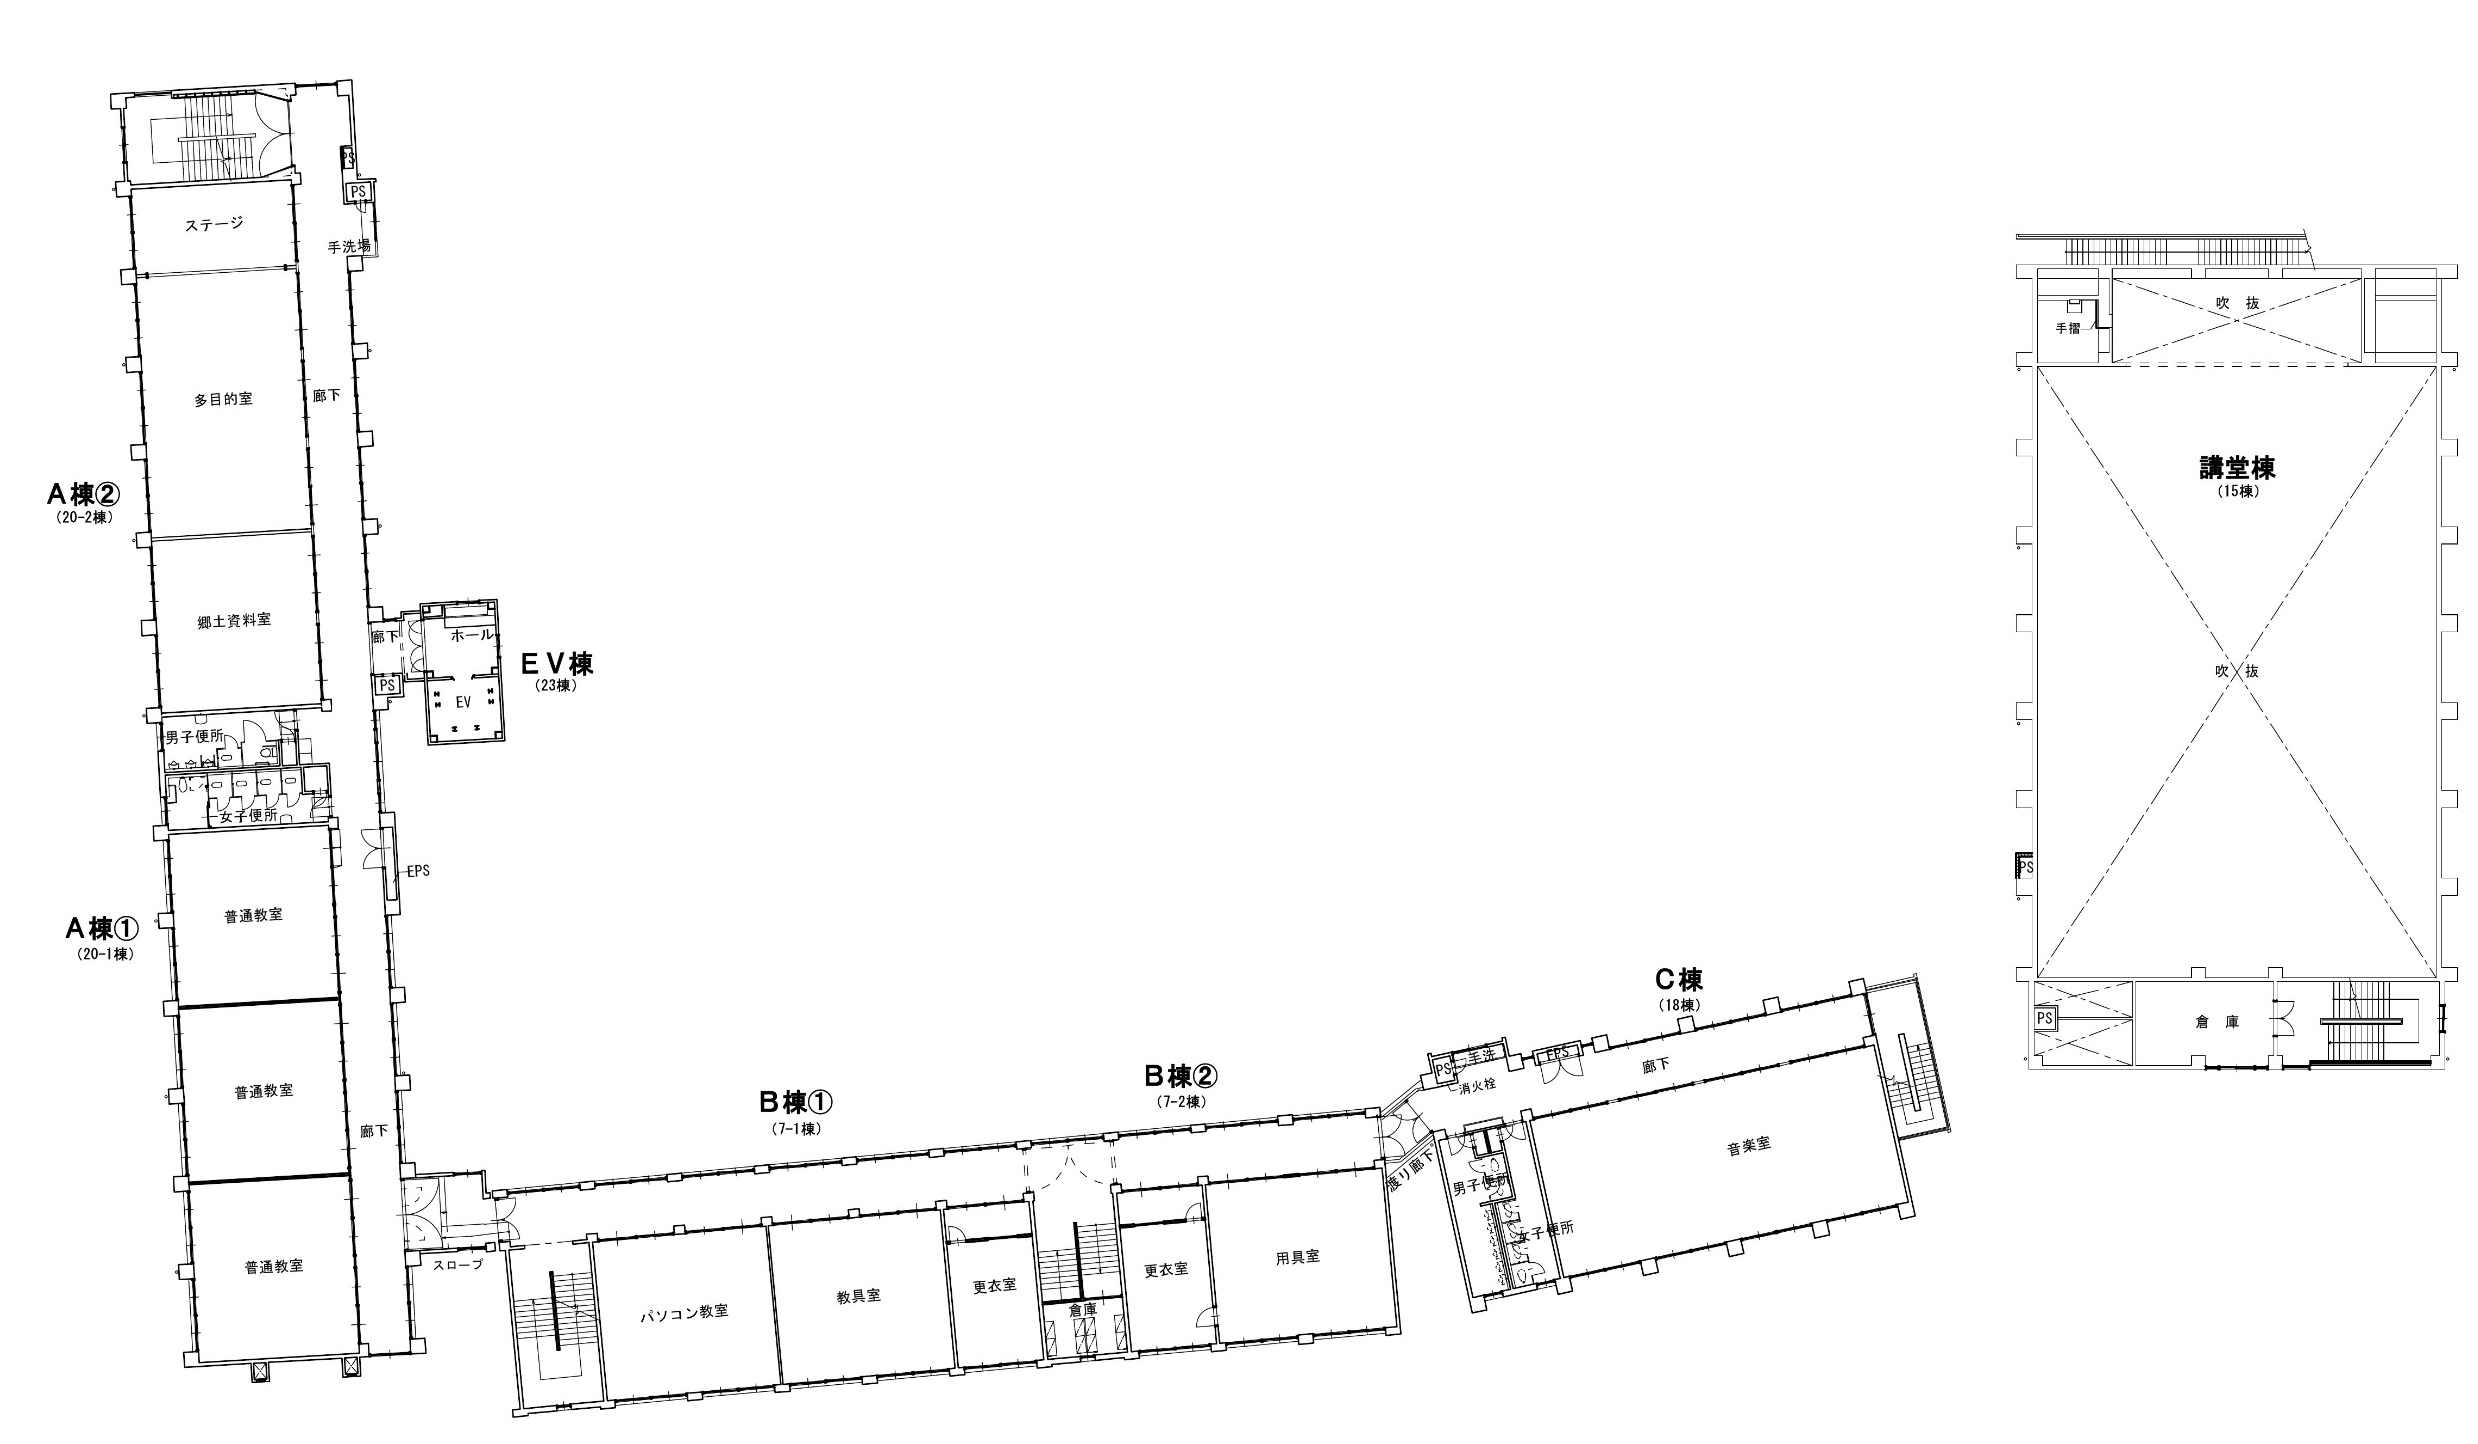 PS
PS
ステージ
手洗場
多目的室
廊下
A棟②
(20-2棟)
郷土資料室
廊下
ホール
EV棟
(23棟)
PS
EV
男子便所
女子便所
EPS
普通教室
A棟①
(20-1棟)
普通教室
廊下
普通教室
スロープ
B棟①
(7-1棟)
パソコン教室
教具室
更衣室
倉庫
B棟②
(7-2棟)
更衣室
用具室
渡り廊下
C棟
(18棟)
PS
手洗
EPS
消火栓
廊下
男子便所
女子便所
音楽室
吹 抜
手摺
講堂棟
(15棟)
吹 抜
PS
PS
倉 庫